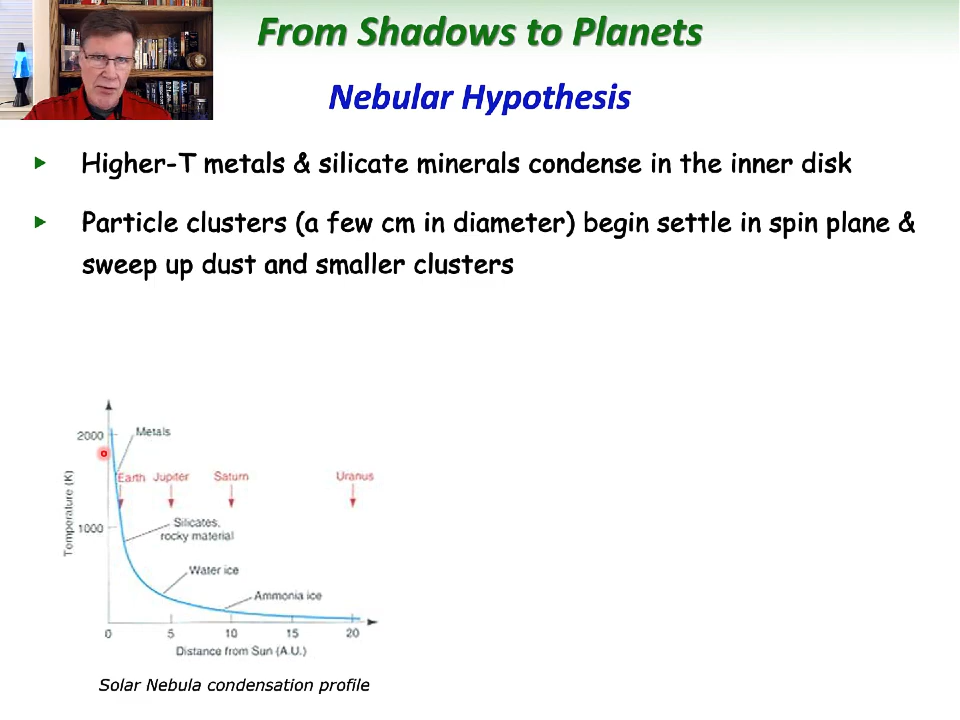 From Shadows to Planets
Nebular Hypothesis
Higher-T metals & silicate minerals condense in the inner disk
Particle clusters (a few cm in diameter) begin settle in spin plane &
sweep up dust and smaller clusters
2000
Metals
Earth Jupiter Saturn Uranus
Temperature (K)
1000
Silicates,
rocky material
Water ice
Ammonia ice
0 5 10 15 20
Distance from Sun (A.U.)
Solar Nebula condensation profile